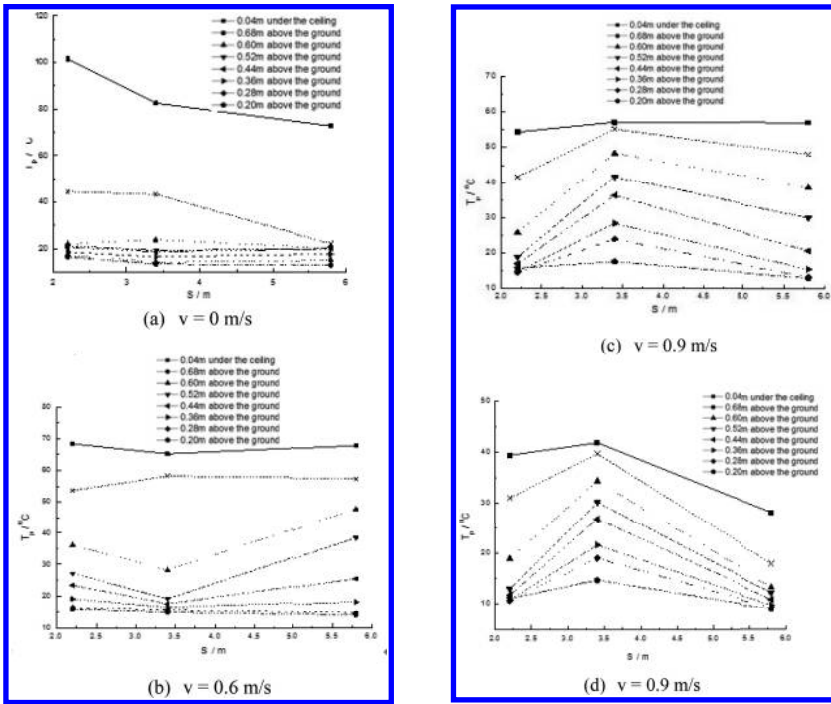 120
100
80
60
40
20
2
3
4
5
6
S / m
0.04m under the ceiling
0.68m above the ground
0.60m above the ground
0.52m above the ground
0.44m above the ground
0.36m above the ground
0.28m above the ground
0.20m above the ground
(a) v = 0 m/s
0.04m under the ceiling
0.68m above the ground
0.60m above the ground
0.52m above the ground
0.44m above the ground
0.36m above the ground
0.28m above the ground
0.20m above the ground
80
70
60
50
40
30
20
10
Tp / ⁰C
2.0 2.5 3.0 3.5 4.0 4.5 5.0 5.5 6.0
S / m
(b) v = 0.6 m/s
0.04m under the ceiling
0.68m above the ground
0.60m above the ground
0.52m above the ground
0.44m above the ground
0.36m above the ground
0.28m above the ground
0.20m above the ground
70
60
50
40
30
20
10
Tp / ⁰C
2.0 2.5 3.0 3.5 4.0 4.5 5.0 5.5 6.0
S / m
(c) v = 0.9 m/s
0.04m under the ceiling
0.68m above the ground
0.60m above the ground
0.52m above the ground
0.44m above the ground
0.36m above the ground
0.28m above the ground
0.20m above the ground
50
40
30
20
10
Tp / ⁰C
2.0 2.5 3.0 3.5 4.0 4.5 5.0 5.5 6.0
S / m
(d) v = 0.9 m/s